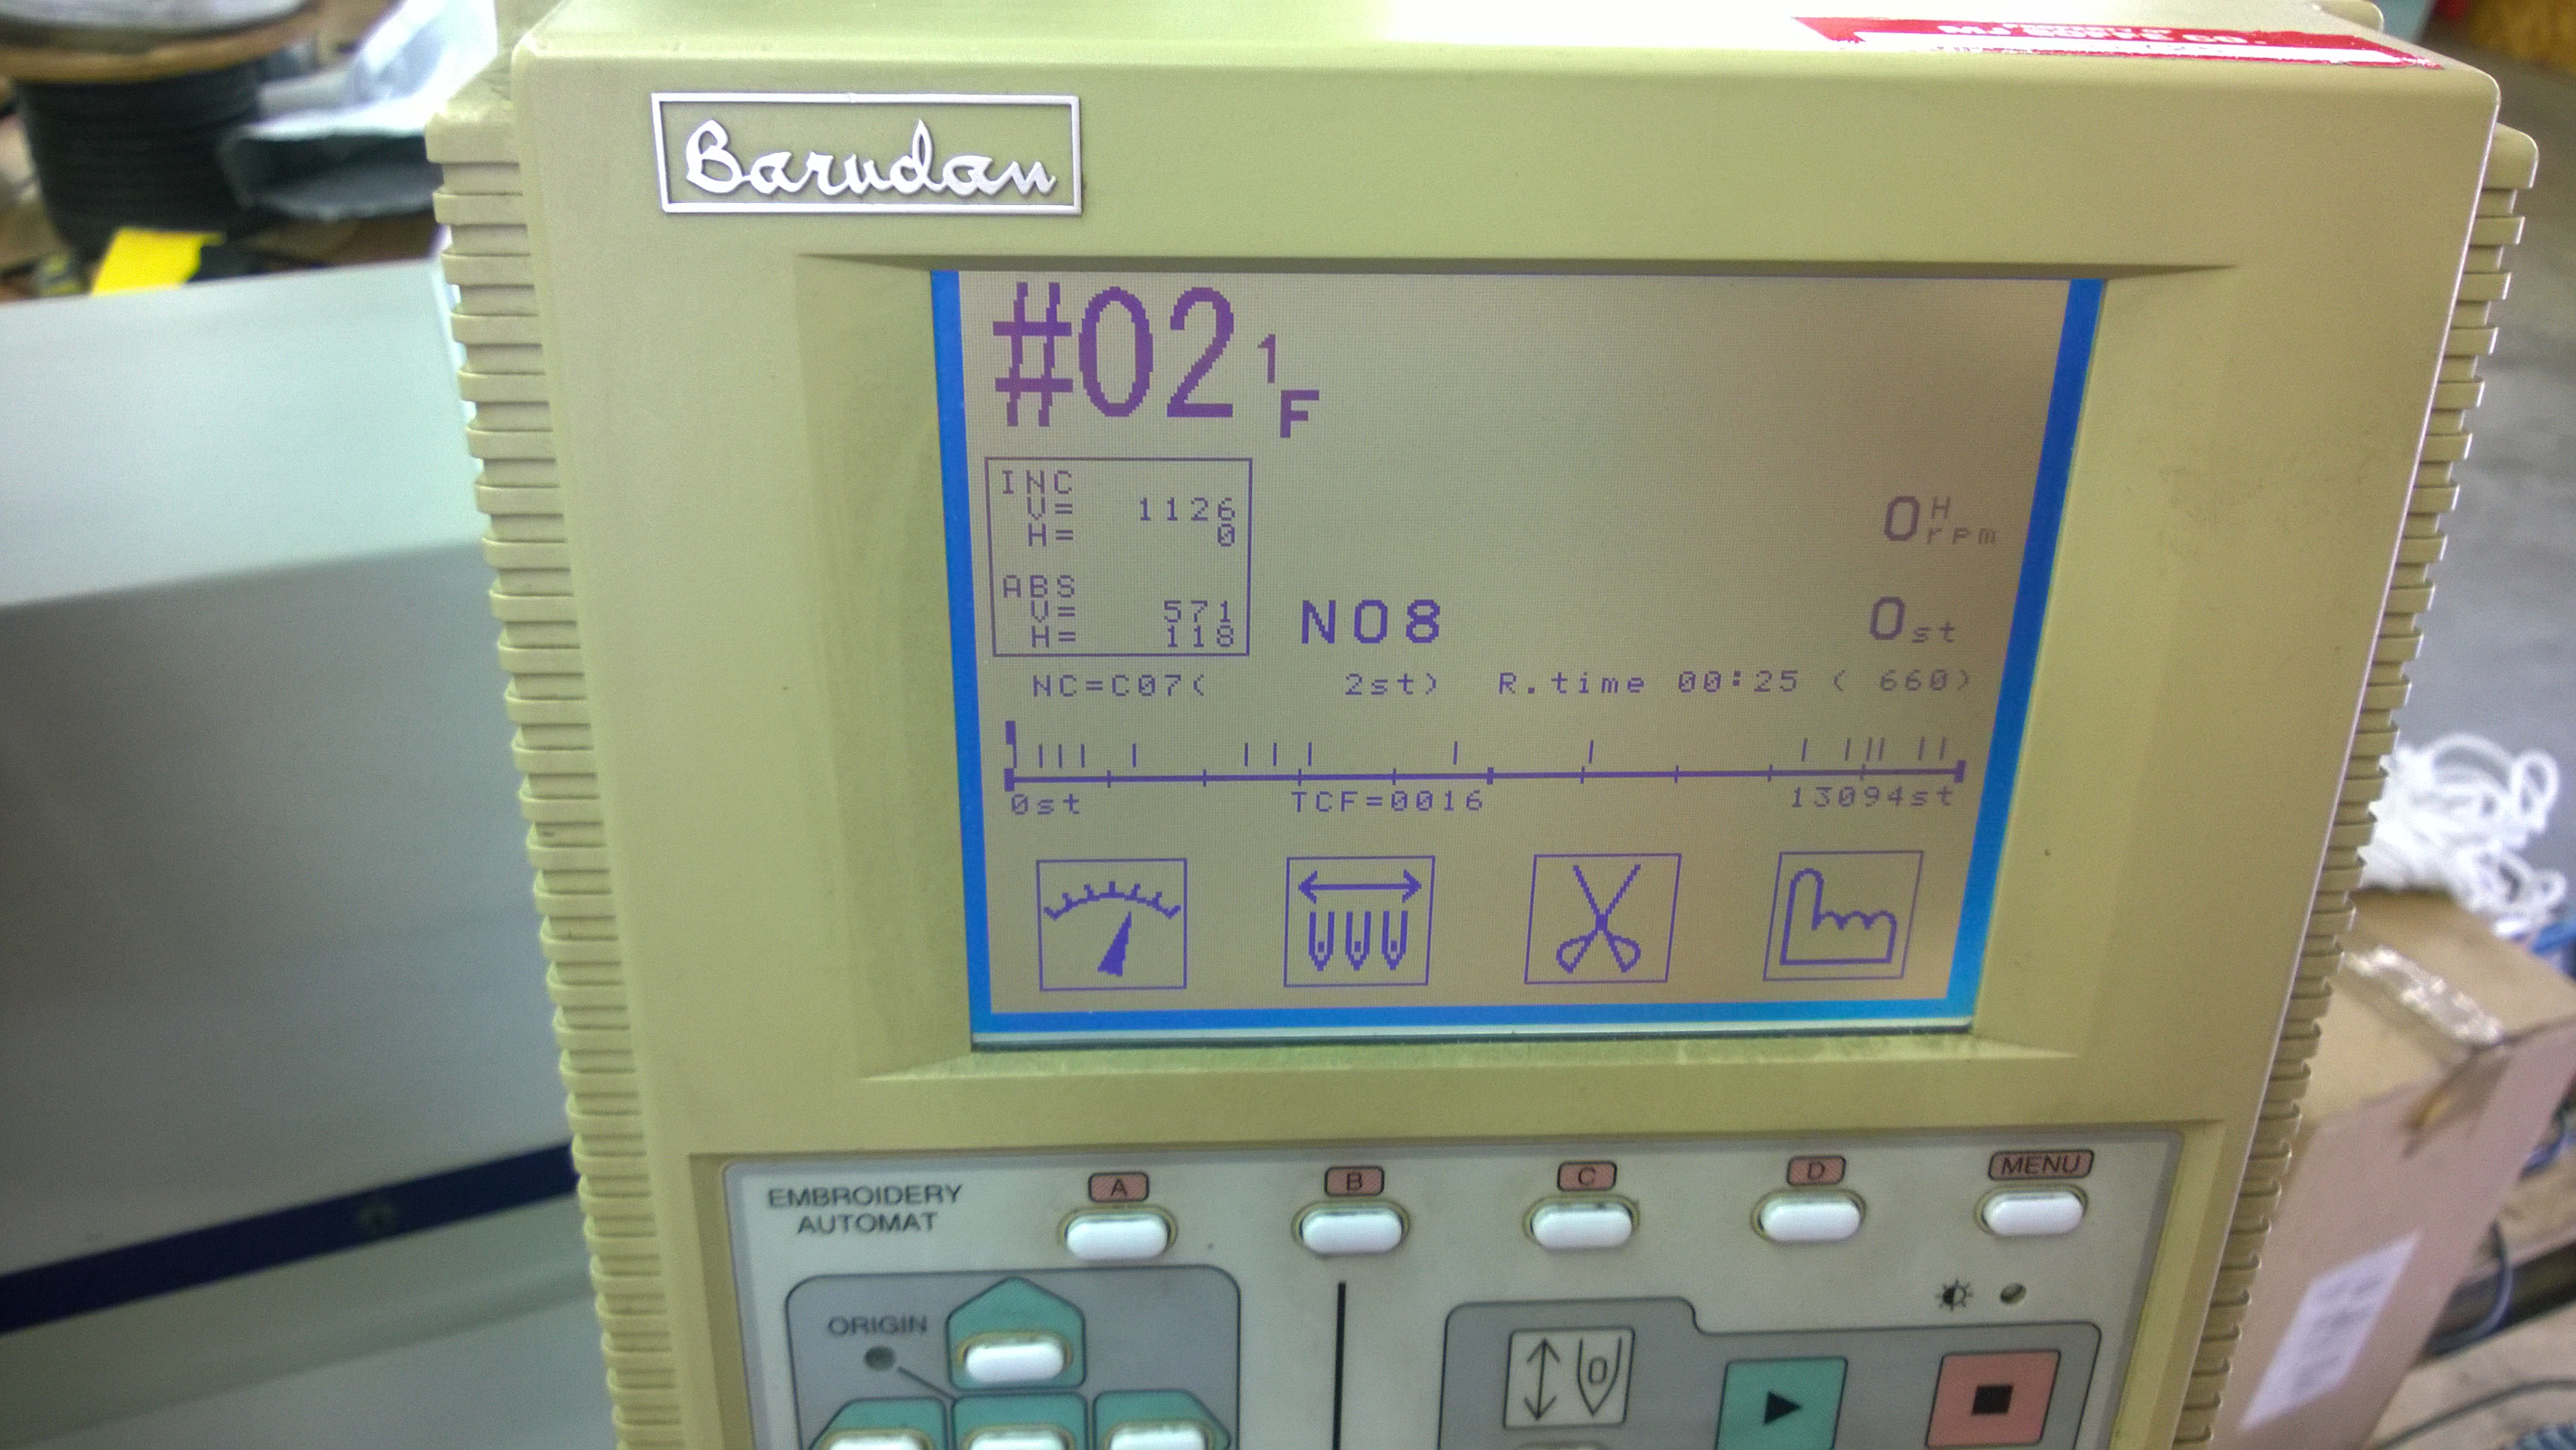 Barudan
#02 1 F
INC
V= 1126
H= 0
0 H rpm
ABS
V= 571
H= 118
N08
0 st
NC=C07( 2st) R.time 00:25 ( 660)
0st TCF=0016 13094st
EMBROIDERY
AUTOMAT
A B C D MENU
ORIGIN